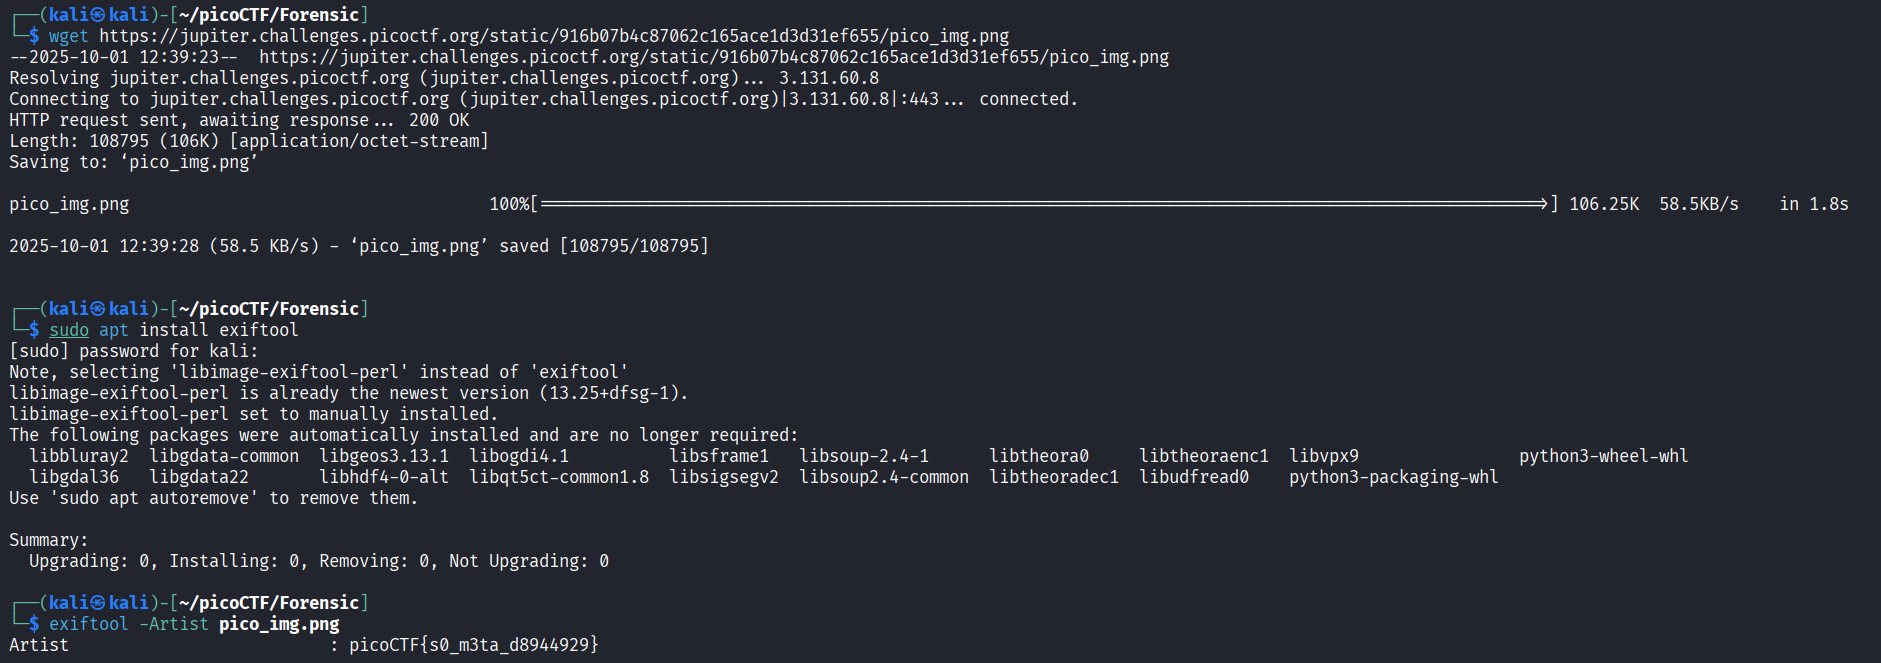 ┌──(kali㉿kali)-[~/picoCTF/Forensic]
└─$ wget https://jupiter.challenges.picoctf.org/static/916b07b4c87062c165ace1d3d31ef655/pico_img.png
--2025-10-01 12:39:23--  https://jupiter.challenges.picoctf.org/static/916b07b4c87062c165ace1d3d31ef655/pico_img.png
Resolving jupiter.challenges.picoctf.org (jupiter.challenges.picoctf.org)... 3.131.60.8
Connecting to jupiter.challenges.picoctf.org (jupiter.challenges.picoctf.org)|3.131.60.8|:443... connected.
HTTP request sent, awaiting response... 200 OK
Length: 108795 (106K) [application/octet-stream]
Saving to: ‘pico_img.png’
pico_img.png 100%[====================================================================================================>] 106.25K  58.5KB/s    in 1.8s
2025-10-01 12:39:28 (58.5 KB/s) - ‘pico_img.png’ saved [108795/108795]
┌──(kali㉿kali)-[~/picoCTF/Forensic]
└─$ sudo apt install exiftool
[sudo] password for kali:
Note, selecting 'libimage-exiftool-perl' instead of 'exiftool'
libimage-exiftool-perl is already the newest version (13.25+dfsg-1).
libimage-exiftool-perl set to manually installed.
The following packages were automatically installed and are no longer required:
  libbluray2  libgdata-common  libgeos3.13.1  libogdi4.1          libsframe1   libsoup-2.4-1       libtheora0     libtheoraenc1  libvpx9                python3-wheel-whl
  libgdal36   libgdata22       libhdf4-0-alt  libqt5ct-common1.8  libsigsegv2  libsoup2.4-common  libtheoradec1  libudfread0    python3-packaging-whl
Use 'sudo apt autoremove' to remove them.
Summary:
  Upgrading: 0, Installing: 0, Removing: 0, Not Upgrading: 0
┌──(kali㉿kali)-[~/picoCTF/Forensic]
└─$ exiftool -Artist pico_img.png
Artist                          : picoCTF{s0_m3ta_d8944929}